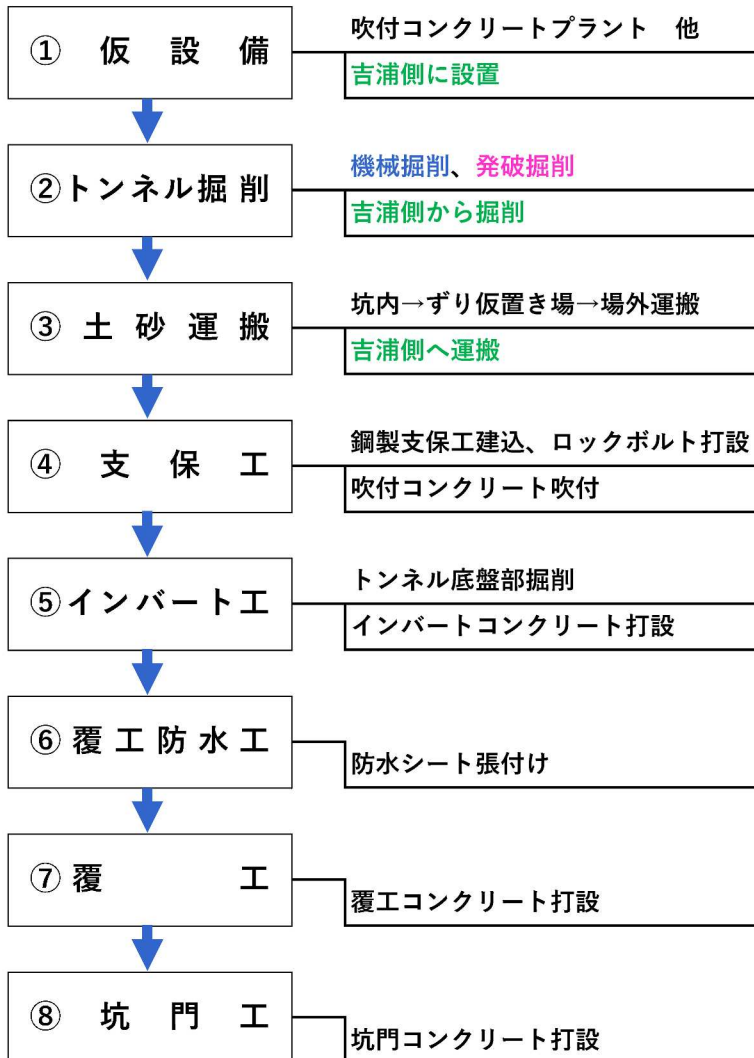 ① 仮設備
吹付コンクリートプラント　他
吉浦側に設置
②トンネル掘削
機械掘削、発破掘削
吉浦側から掘削
③ 土砂運搬
坑内→ずり仮置き場→場外運搬
吉浦側へ運搬
④ 支保工
鋼製支保工建込、ロックボルト打設
吹付コンクリート吹付
⑤インバート工
トンネル底盤部掘削
インバートコンクリート打設
⑥覆工防水工
防水シート張付け
⑦覆工
覆工コンクリート打設
⑧ 坑門工
坑門コンクリート打設